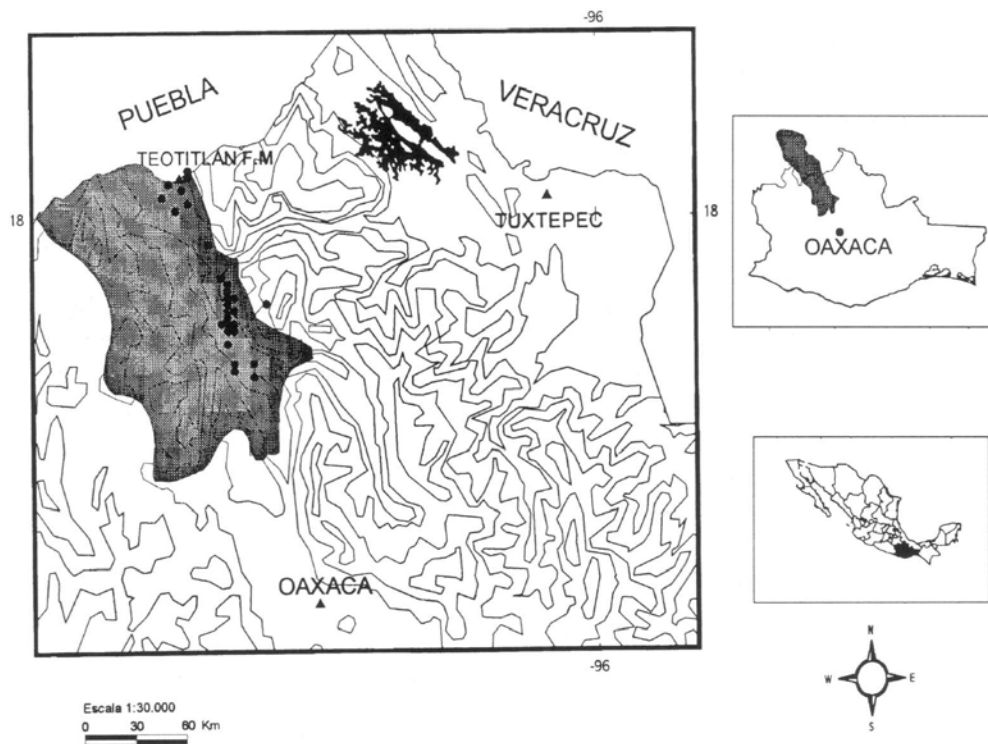 -96
PUEBLA
VERACRUZ
TEOTITLAN F. M
18
TUXTEPEC
18
OAXACA
OAXACA
-96
N
W E
S
Escala 1:30.000
0 30 60 Km